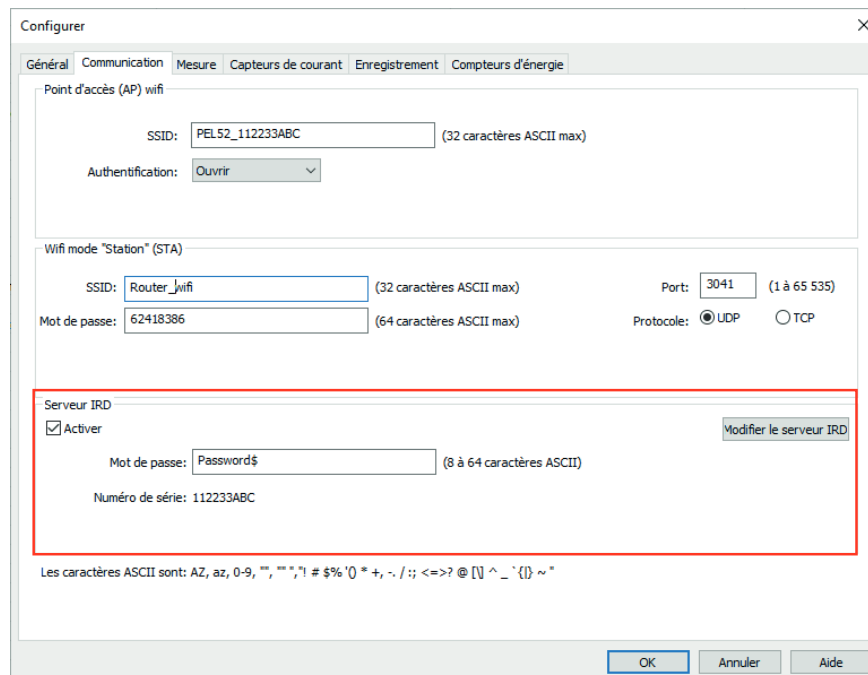 Configurer
Général Communication Mesure Capteurs de courant Enregistrement Compteurs d'énergie
Point d'accès (AP) wifi
SSID: PEL52_112233ABC (32 caractères ASCII max)
Authentification: Ouvrir
Wifi mode "Station" (STA)
SSID: Router_wifi (32 caractères ASCII max) Port: 3041 (1 à 65 535)
Mot de passe: 62418386 (64 caractères ASCII max) Protocole: UDP TCP
Serveur IRD
Activer Modifier le serveur IRD
Mot de passe: Password$ (8 à 64 caractères ASCII)
Numéro de série: 112233ABC
Les caractères ASCII sont: AZ, az, 0-9, "", "" ","! # $% '() * +, -. / :; <=>? @ [\] ^ _ `{|} ~ "
OK Annuler Aide